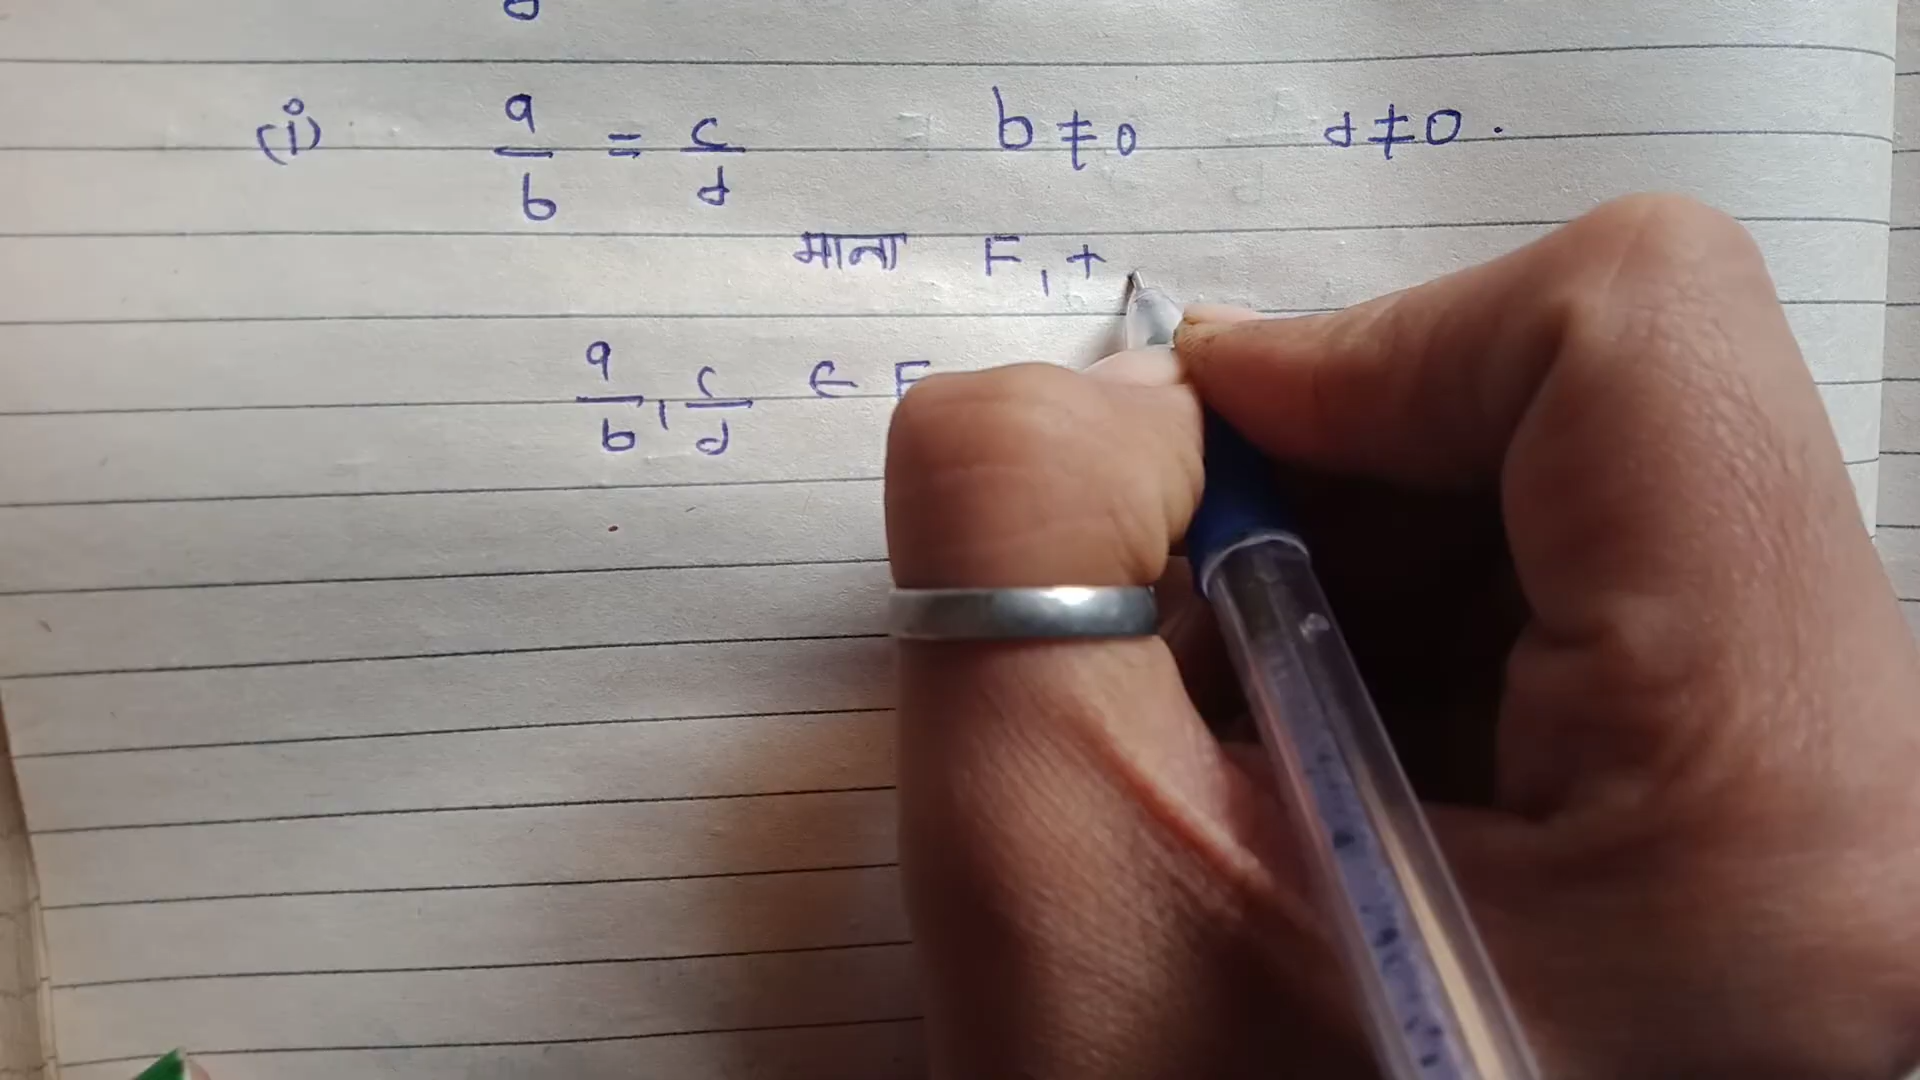 (i) a/b = c/d b ≠ 0 d ≠ 0 .
माला F , +
a/b , c/d ∈ F